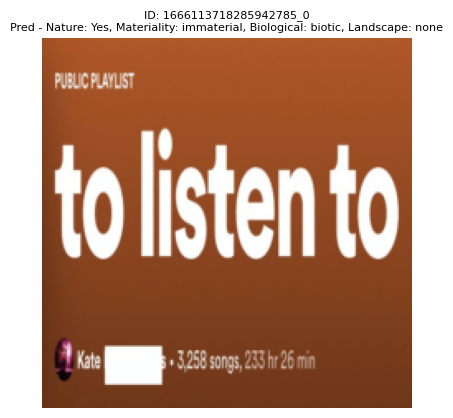 ID: 1666113718285942785_0
Pred - Nature: Yes, Materiality: immaterial, Biological: biotic, Landscape: none
PUBLIC PLAYLIST
to listen to
Kate s • 3,258 songs, 233 hr 26 min